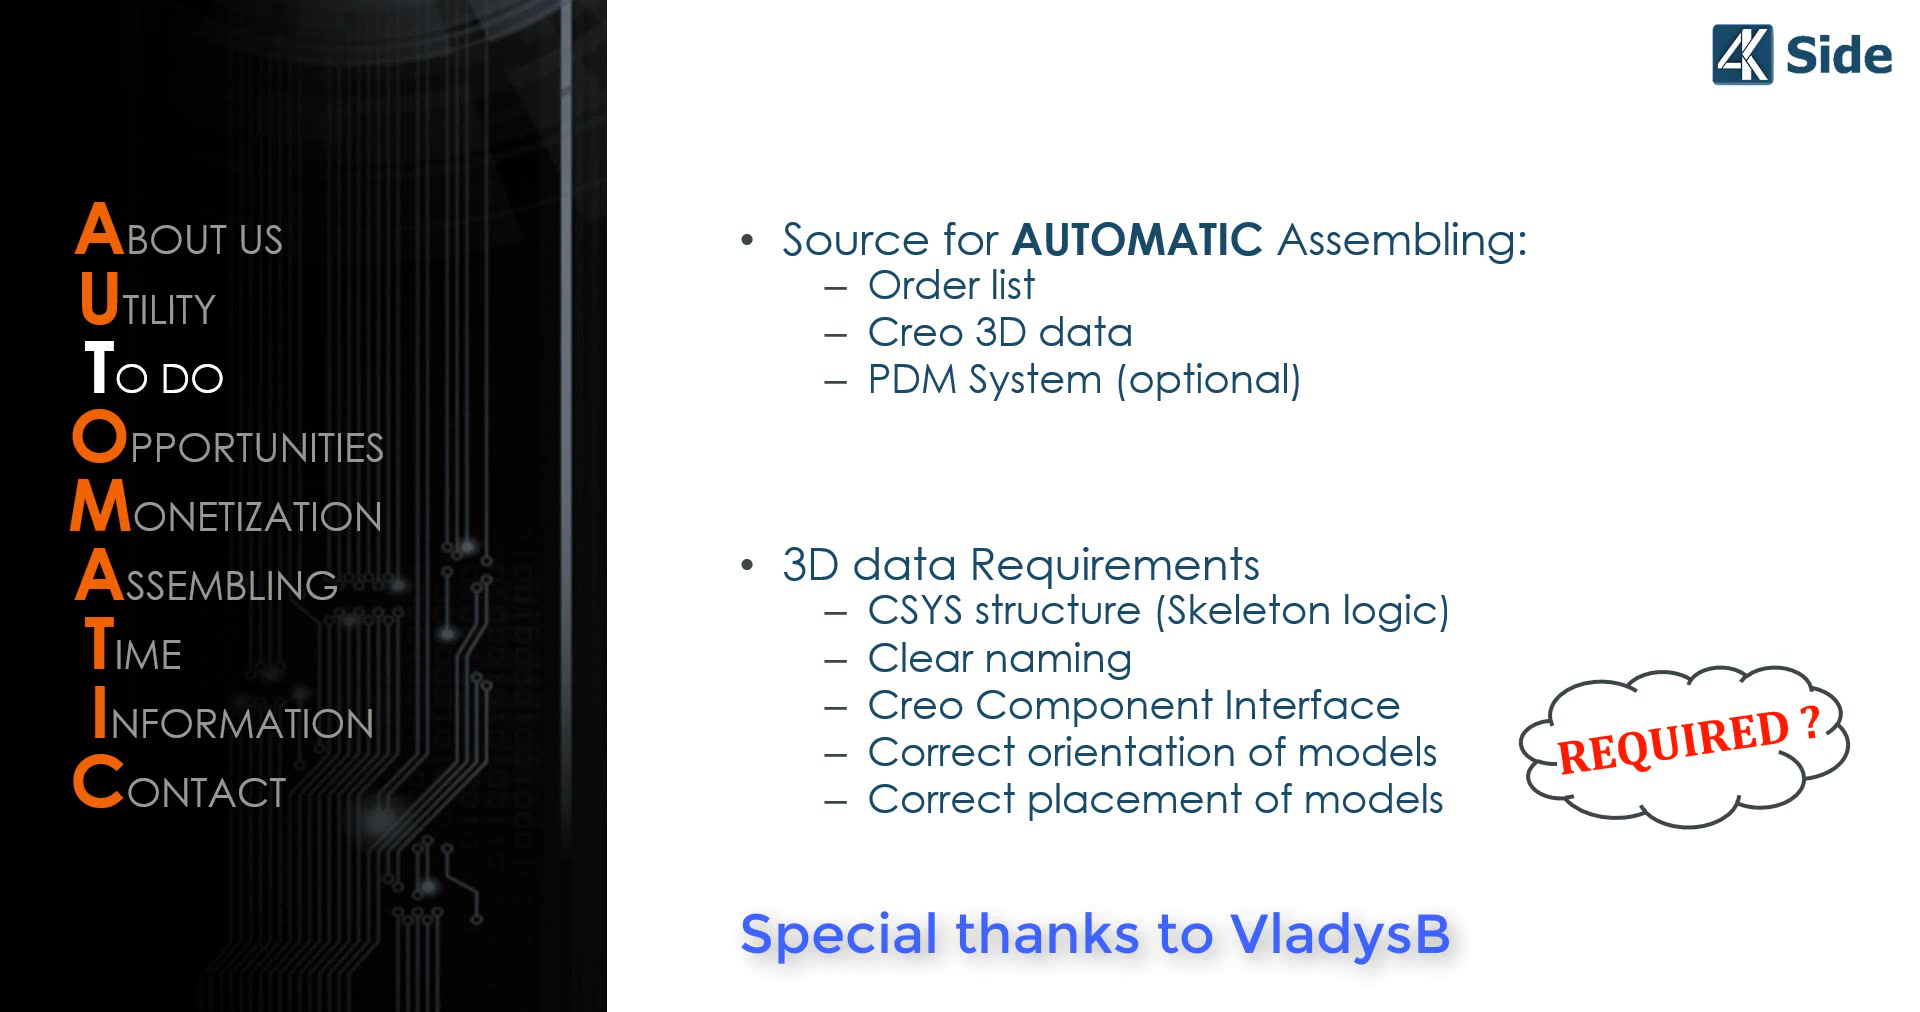 4K Side
ABOUT US
UTILITY
TO DO
OPPORTUNITIES
MONETIZATION
ASSEMBLING
TIME
INFORMATION
CONTACT
• Source for AUTOMATIC Assembling:
– Order list
– Creo 3D data
– PDM System (optional)
• 3D data Requirements
– CSYS structure (Skeleton logic)
– Clear naming
– Creo Component Interface
– Correct orientation of models
– Correct placement of models
REQUIRED ?
Special thanks to VladysB